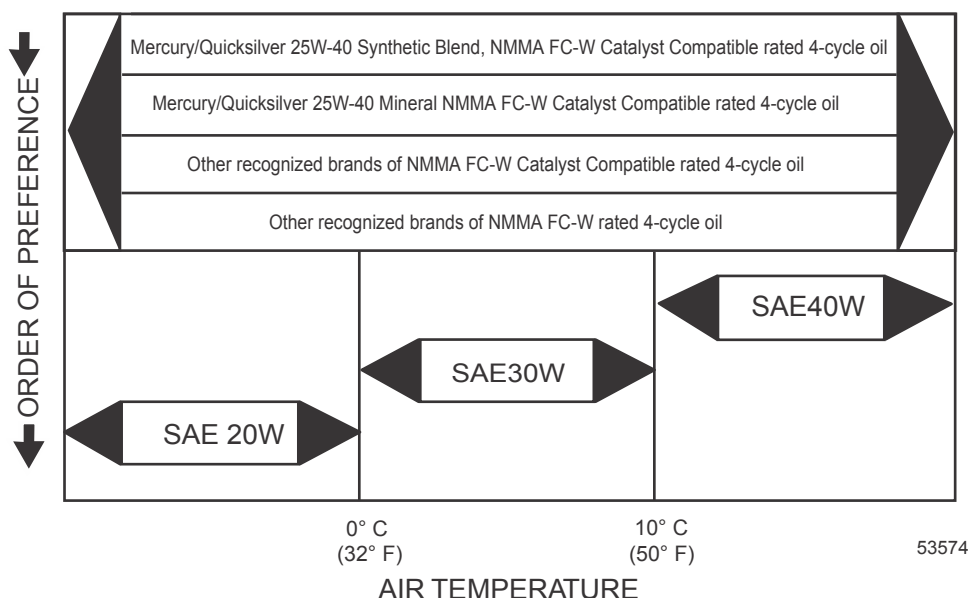 ORDER OF PREFERENCE
Mercury/Quicksilver 25W-40 Synthetic Blend, NMMA FC-W Catalyst Compatible rated 4-cycle oil
Mercury/Quicksilver 25W-40 Mineral NMMA FC-W Catalyst Compatible rated 4-cycle oil
Other recognized brands of NMMA FC-W Catalyst Compatible rated 4-cycle oil
Other recognized brands of NMMA FC-W rated 4-cycle oil
SAE40W
SAE30W
SAE 20W
0° C
(32° F)
10° C
(50° F)
53574
AIR TEMPERATURE